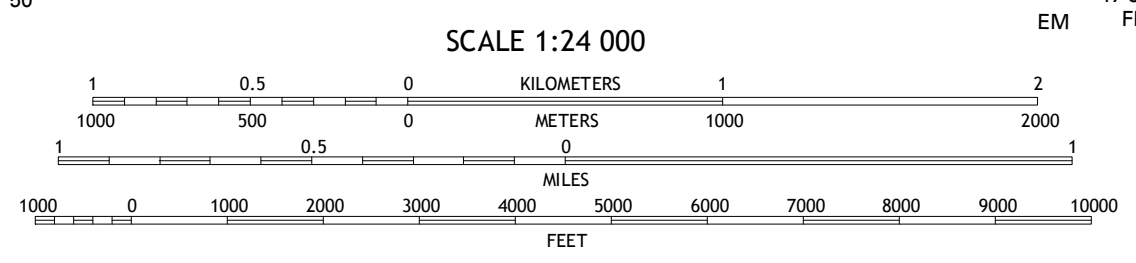 50
EM
SCALE 1:24 000
1 0.5 0 KILOMETERS 1 2
1000 500 0 METERS 1000 2000
1 0.5 0 1
MILES
1000 0 1000 2000 3000 4000 5000 6000 7000 8000 9000 10000
FEET